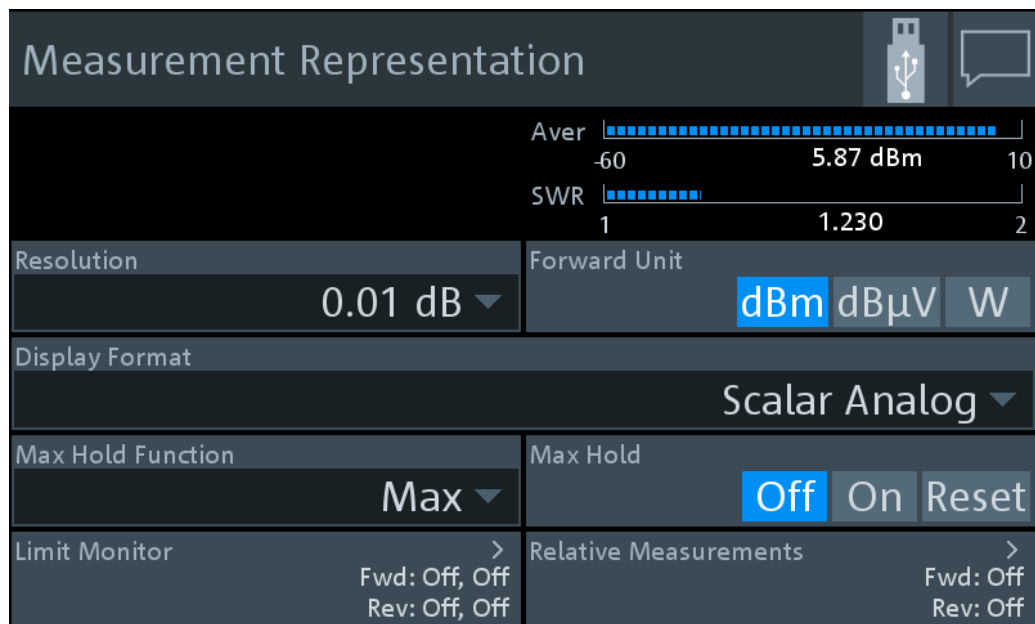 Measurement Representation
Aver
-60 5.87 dBm 10
SWR
1 1.230 2
Resolution
0.01 dB
Forward Unit
dBm dBµV W
Display Format
Scalar Analog
Max Hold Function
Max
Max Hold
Off On Reset
Limit Monitor >
Fwd: Off, Off
Rev: Off, Off
Relative Measurements >
Fwd: Off
Rev: Off